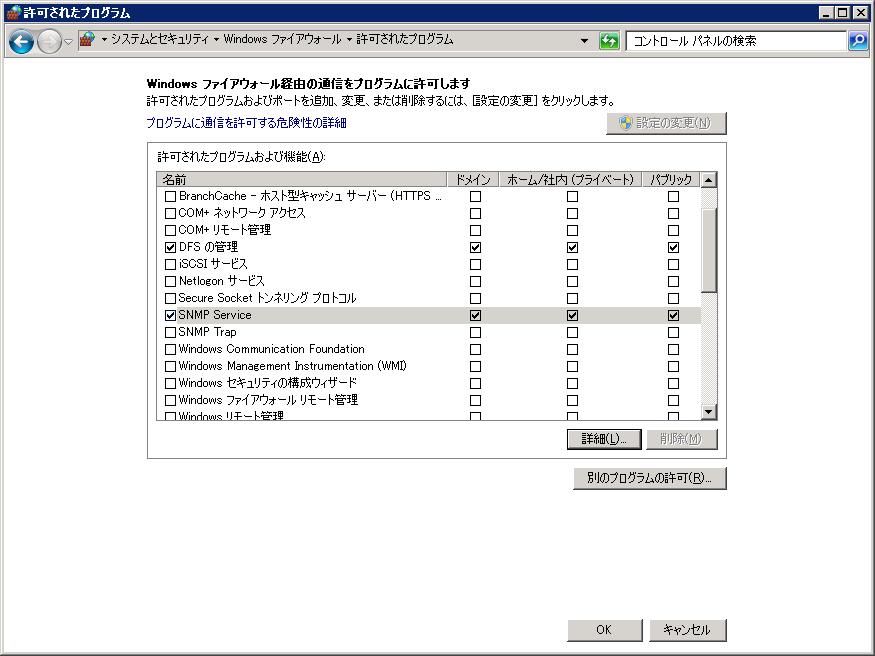 許可されたプログラム
システムとセキュリティ Windows ファイアウォール 許可されたプログラム
コントロール パネルの検索
Windows ファイアウォール経由の通信をプログラムに許可します
許可されたプログラムおよびポートを追加、変更、または削除するには、[設定の変更] をクリックします。
プログラムに通信を許可する危険性の詳細
設定の変更(N)
許可されたプログラムおよび機能(A):
名前 ドメイン ホーム/社内 (プライベート) パブリック
BranchCache - ホスト型キャッシュ サーバー (HTTPS ...
COM+ ネットワーク アクセス
COM+ リモート管理
DFS の管理
iSCSI サービス
Netlogon サービス
Secure Socket トンネリング プロトコル
SNMP Service
SNMP Trap
Windows Communication Foundation
Windows Management Instrumentation (WMI)
Windows セキュリティの構成ウィザード
Windows ファイアウォール リモート管理
Windows リモート管理
詳細(L)...
削除(M)
別のプログラムの許可(R)...
OK
キャンセル